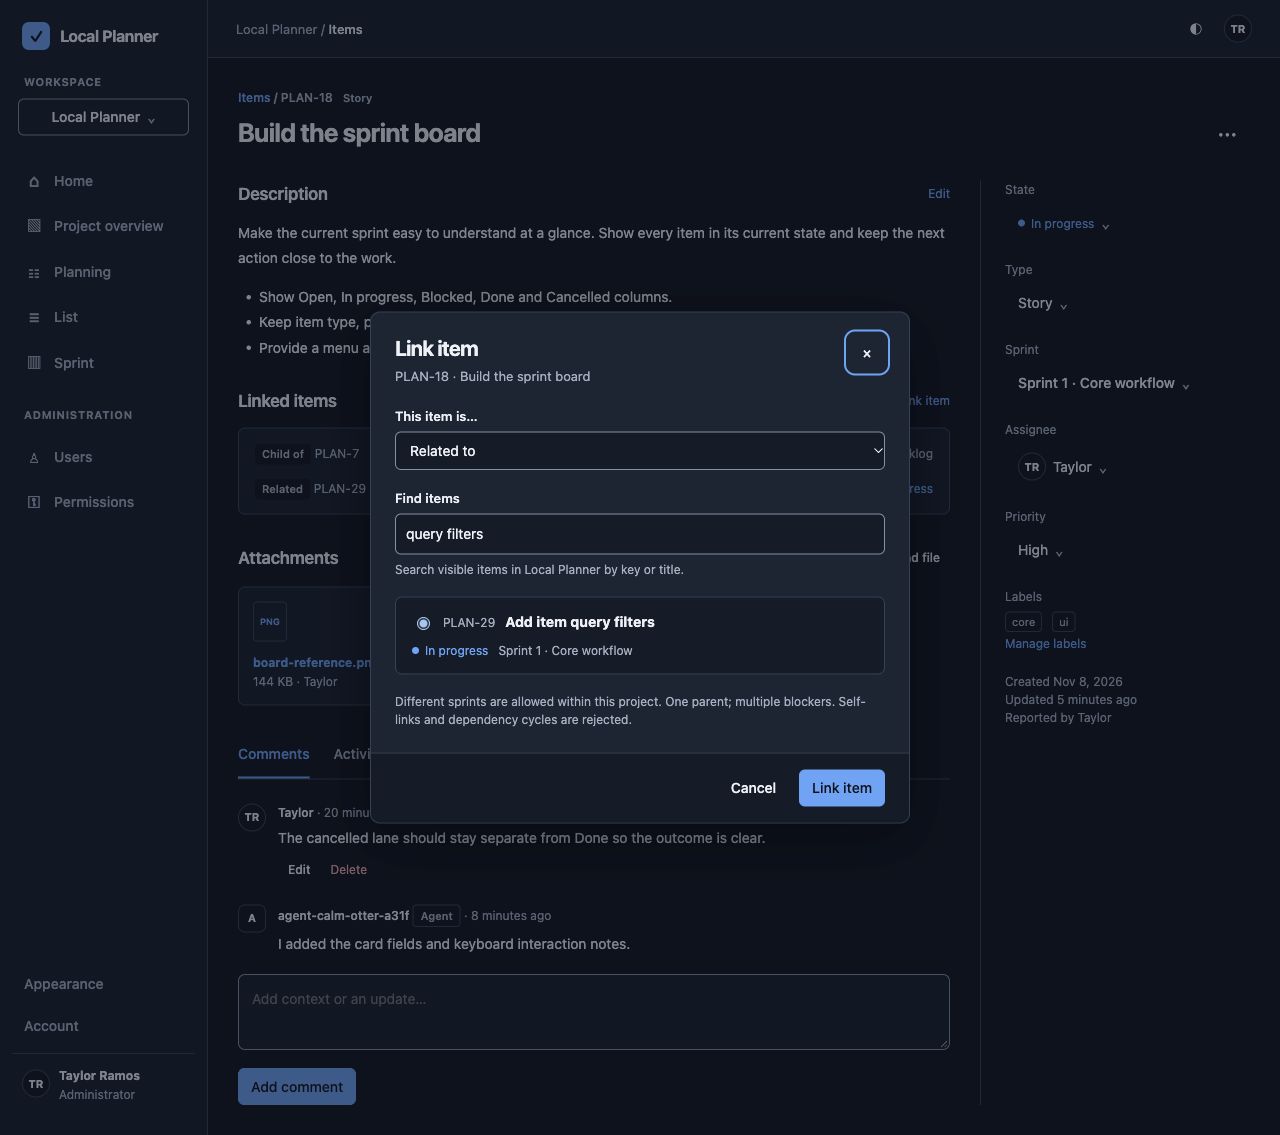 Local Planner
Local Planner / Items
TR
WORKSPACE
Local Planner
Home
Project overview
Planning
List
Sprint
ADMINISTRATION
Users
Permissions
Appearance
Account
TR
Taylor Ramos
Administrator
Items / PLAN-18 Story
Build the sprint board
Description
Edit
Make the current sprint easy to understand at a glance. Show every item in its current state and keep the next
action close to the work.
• Show Open, In progress, Blocked, Done and Cancelled columns.
• Keep item type, p
• Provide a menu a
Linked items
nk item
Child of PLAN-7
klog
Related PLAN-29
ress
Attachments
d file
PNG
board-reference.pn
144 KB · Taylor
Comments
Activi
TR
Taylor · 20 minu
The cancelled lane should stay separate from Done so the outcome is clear.
Edit
Delete
A
agent-calm-otter-a31f Agent · 8 minutes ago
I added the card fields and keyboard interaction notes.
Add context or an update...
Add comment
Link item
×
PLAN-18 · Build the sprint board
This item is...
Related to
Find items
query filters
Search visible items in Local Planner by key or title.
PLAN-29 Add item query filters
In progress Sprint 1 · Core workflow
Different sprints are allowed within this project. One parent; multiple blockers. Self-
links and dependency cycles are rejected.
Cancel
Link item
State
In progress
Type
Story
Sprint
Sprint 1 · Core workflow
Assignee
TR Taylor
Priority
High
Labels
core ui
Manage labels
Created Nov 8, 2026
Updated 5 minutes ago
Reported by Taylor